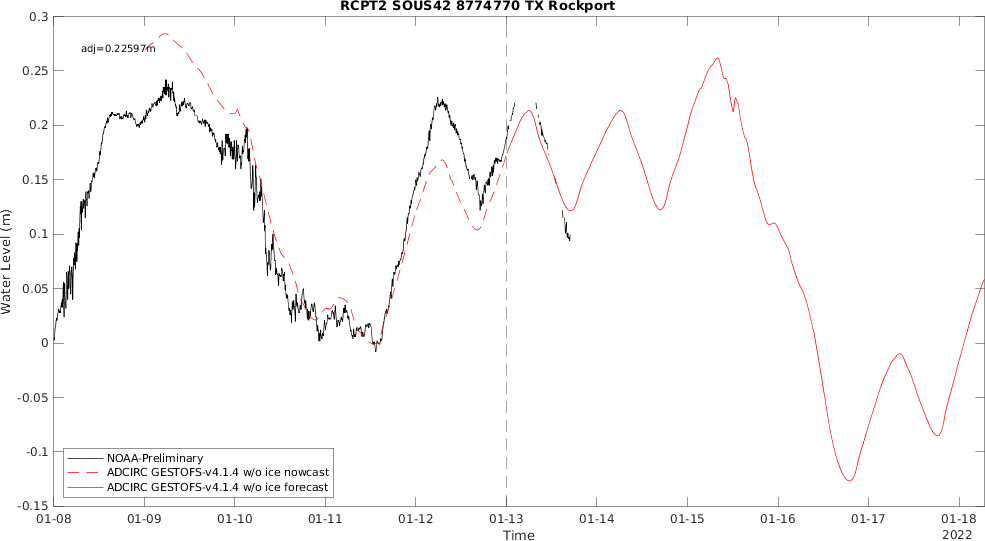 RCPT2 SOUS42 8774770 TX Rockport
adj=0.22597m
0.3
0.25
0.2
0.15
0.1
0.05
0
-0.05
-0.1
-0.15
Water Level (m)
NOAA-Preliminary
ADCIRC GESTOFS-v4.1.4 w/o ice nowcast
ADCIRC GESTOFS-v4.1.4 w/o ice forecast
01-08 01-09 01-10 01-11 01-12 01-13 01-14 01-15 01-16 01-17 01-18
Time
2022